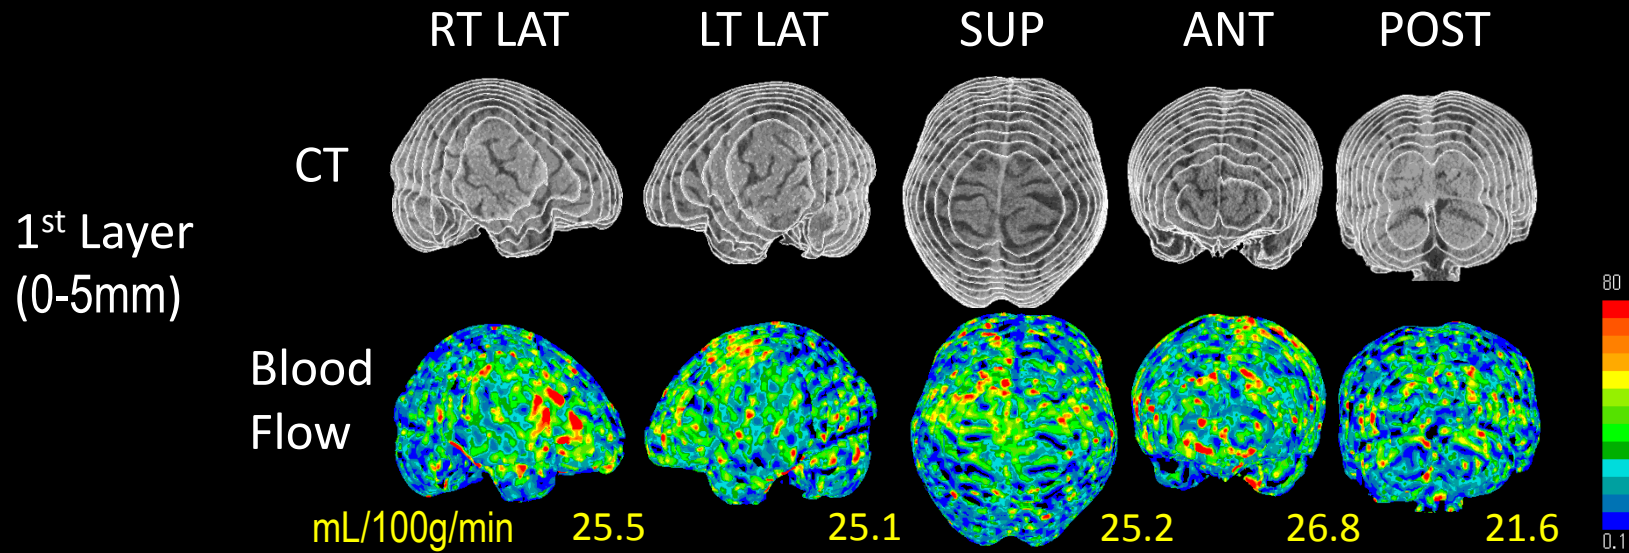 RT LAT LT LAT SUP ANT POST
CT
1st Layer
(0-5mm)
80
Blood
Flow
mL/100g/min 25.5 25.1 25.2 26.8 21.6
0.1